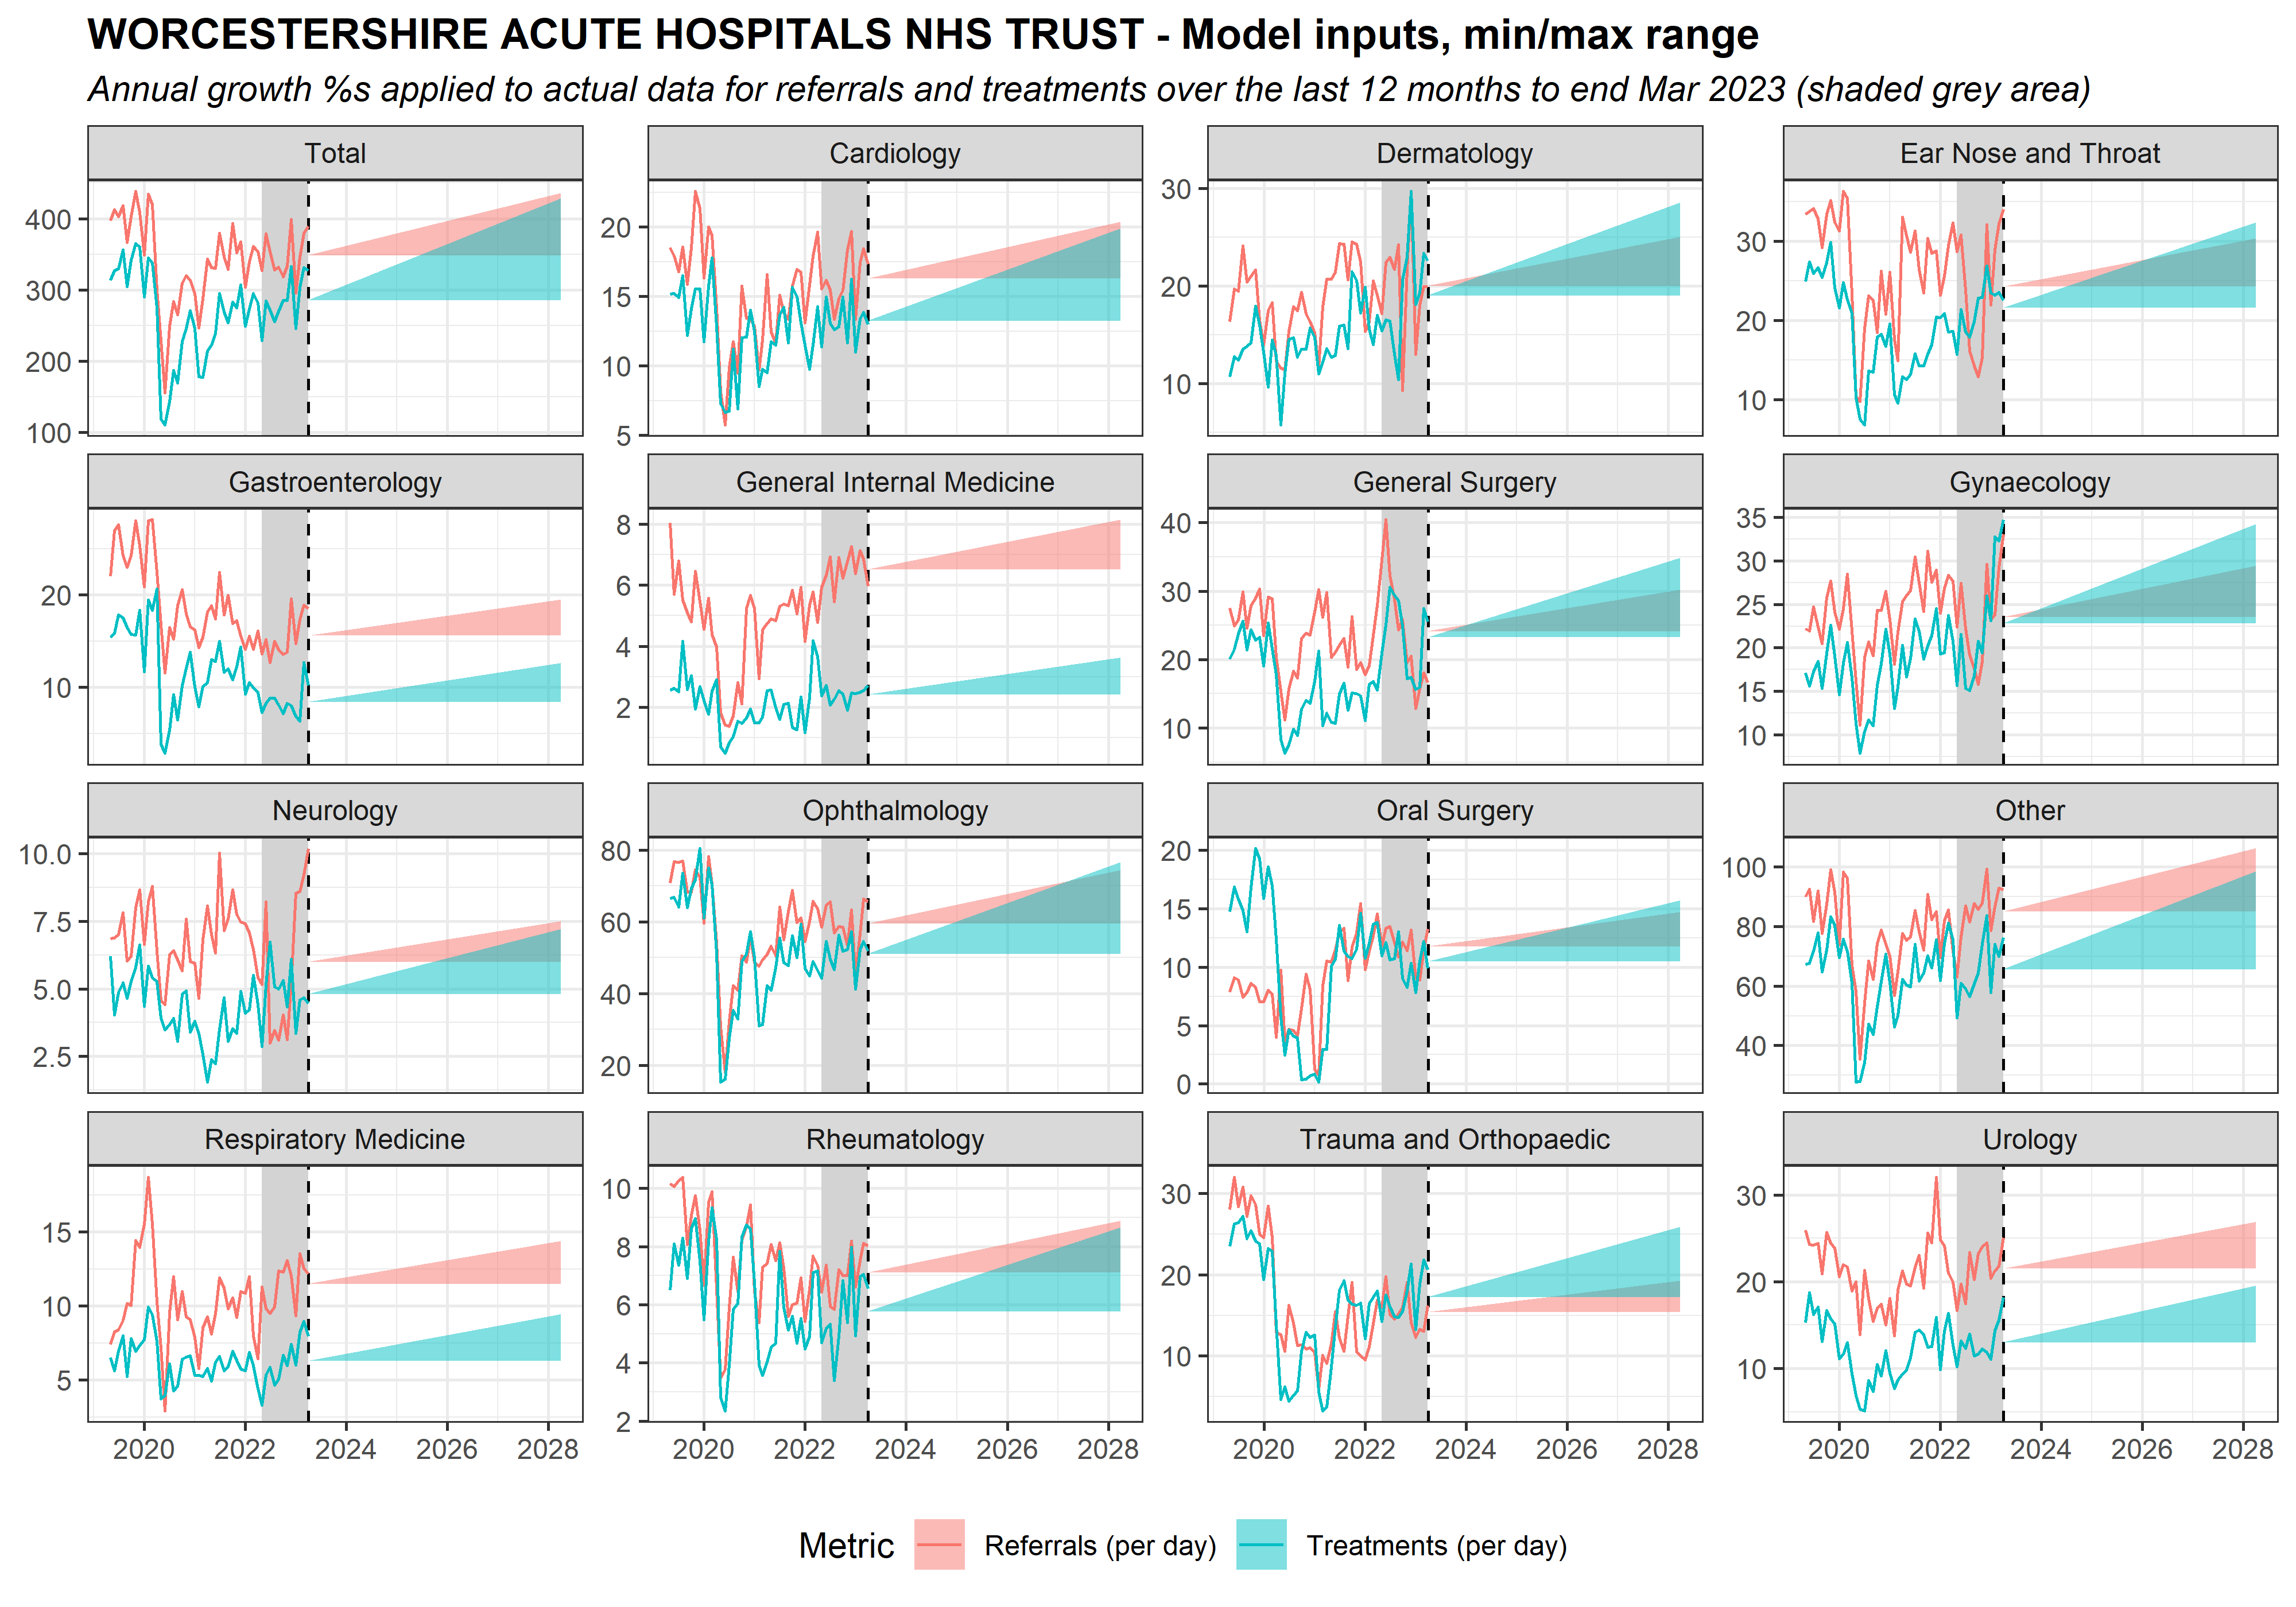 WORCESTERSHIRE ACUTE HOSPITALS NHS TRUST - Model inputs, min/max range
Annual growth %s applied to actual data for referrals and treatments over the last 12 months to end Mar 2023 (shaded grey area)
Total
Cardiology
Dermatology
Ear Nose and Throat
400
300
200
100
20
15
10
5
30
20
10
30
20
10
Gastroenterology
General Internal Medicine
General Surgery
Gynaecology
20
10
8
6
4
2
40
30
20
10
35
30
25
20
15
10
Neurology
Ophthalmology
Oral Surgery
Other
10.0
7.5
5.0
2.5
80
60
40
20
20
15
10
5
0
100
80
60
40
Respiratory Medicine
Rheumatology
Trauma and Orthopaedic
Urology
15
10
5
10
8
6
4
2
30
20
10
30
20
10
2020 2022 2024 2026 2028
2020 2022 2024 2026 2028
2020 2022 2024 2026 2028
2020 2022 2024 2026 2028
Metric Referrals (per day) Treatments (per day)